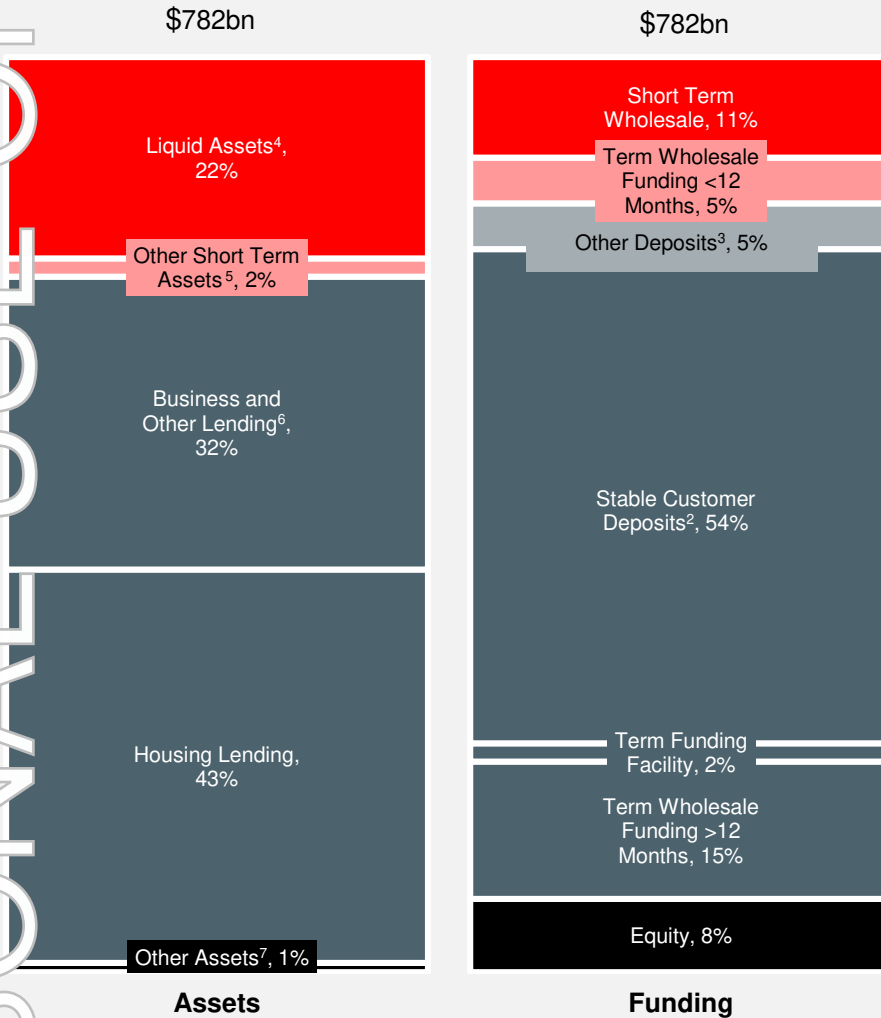 $782bn
Liquid Assets⁴,
22%
Other Short Term
Assets⁵, 2%
Business and
Other Lending⁶,
32%
Housing Lending,
43%
Other Assets⁷, 1%
Assets
$782bn
Short Term
Wholesale, 11%
Term Wholesale
Funding <12
Months, 5%
Other Deposits³, 5%
Stable Customer
Deposits², 54%
Term Funding
Facility, 2%
Term Wholesale
Funding >12
Months, 15%
Equity, 8%
Funding